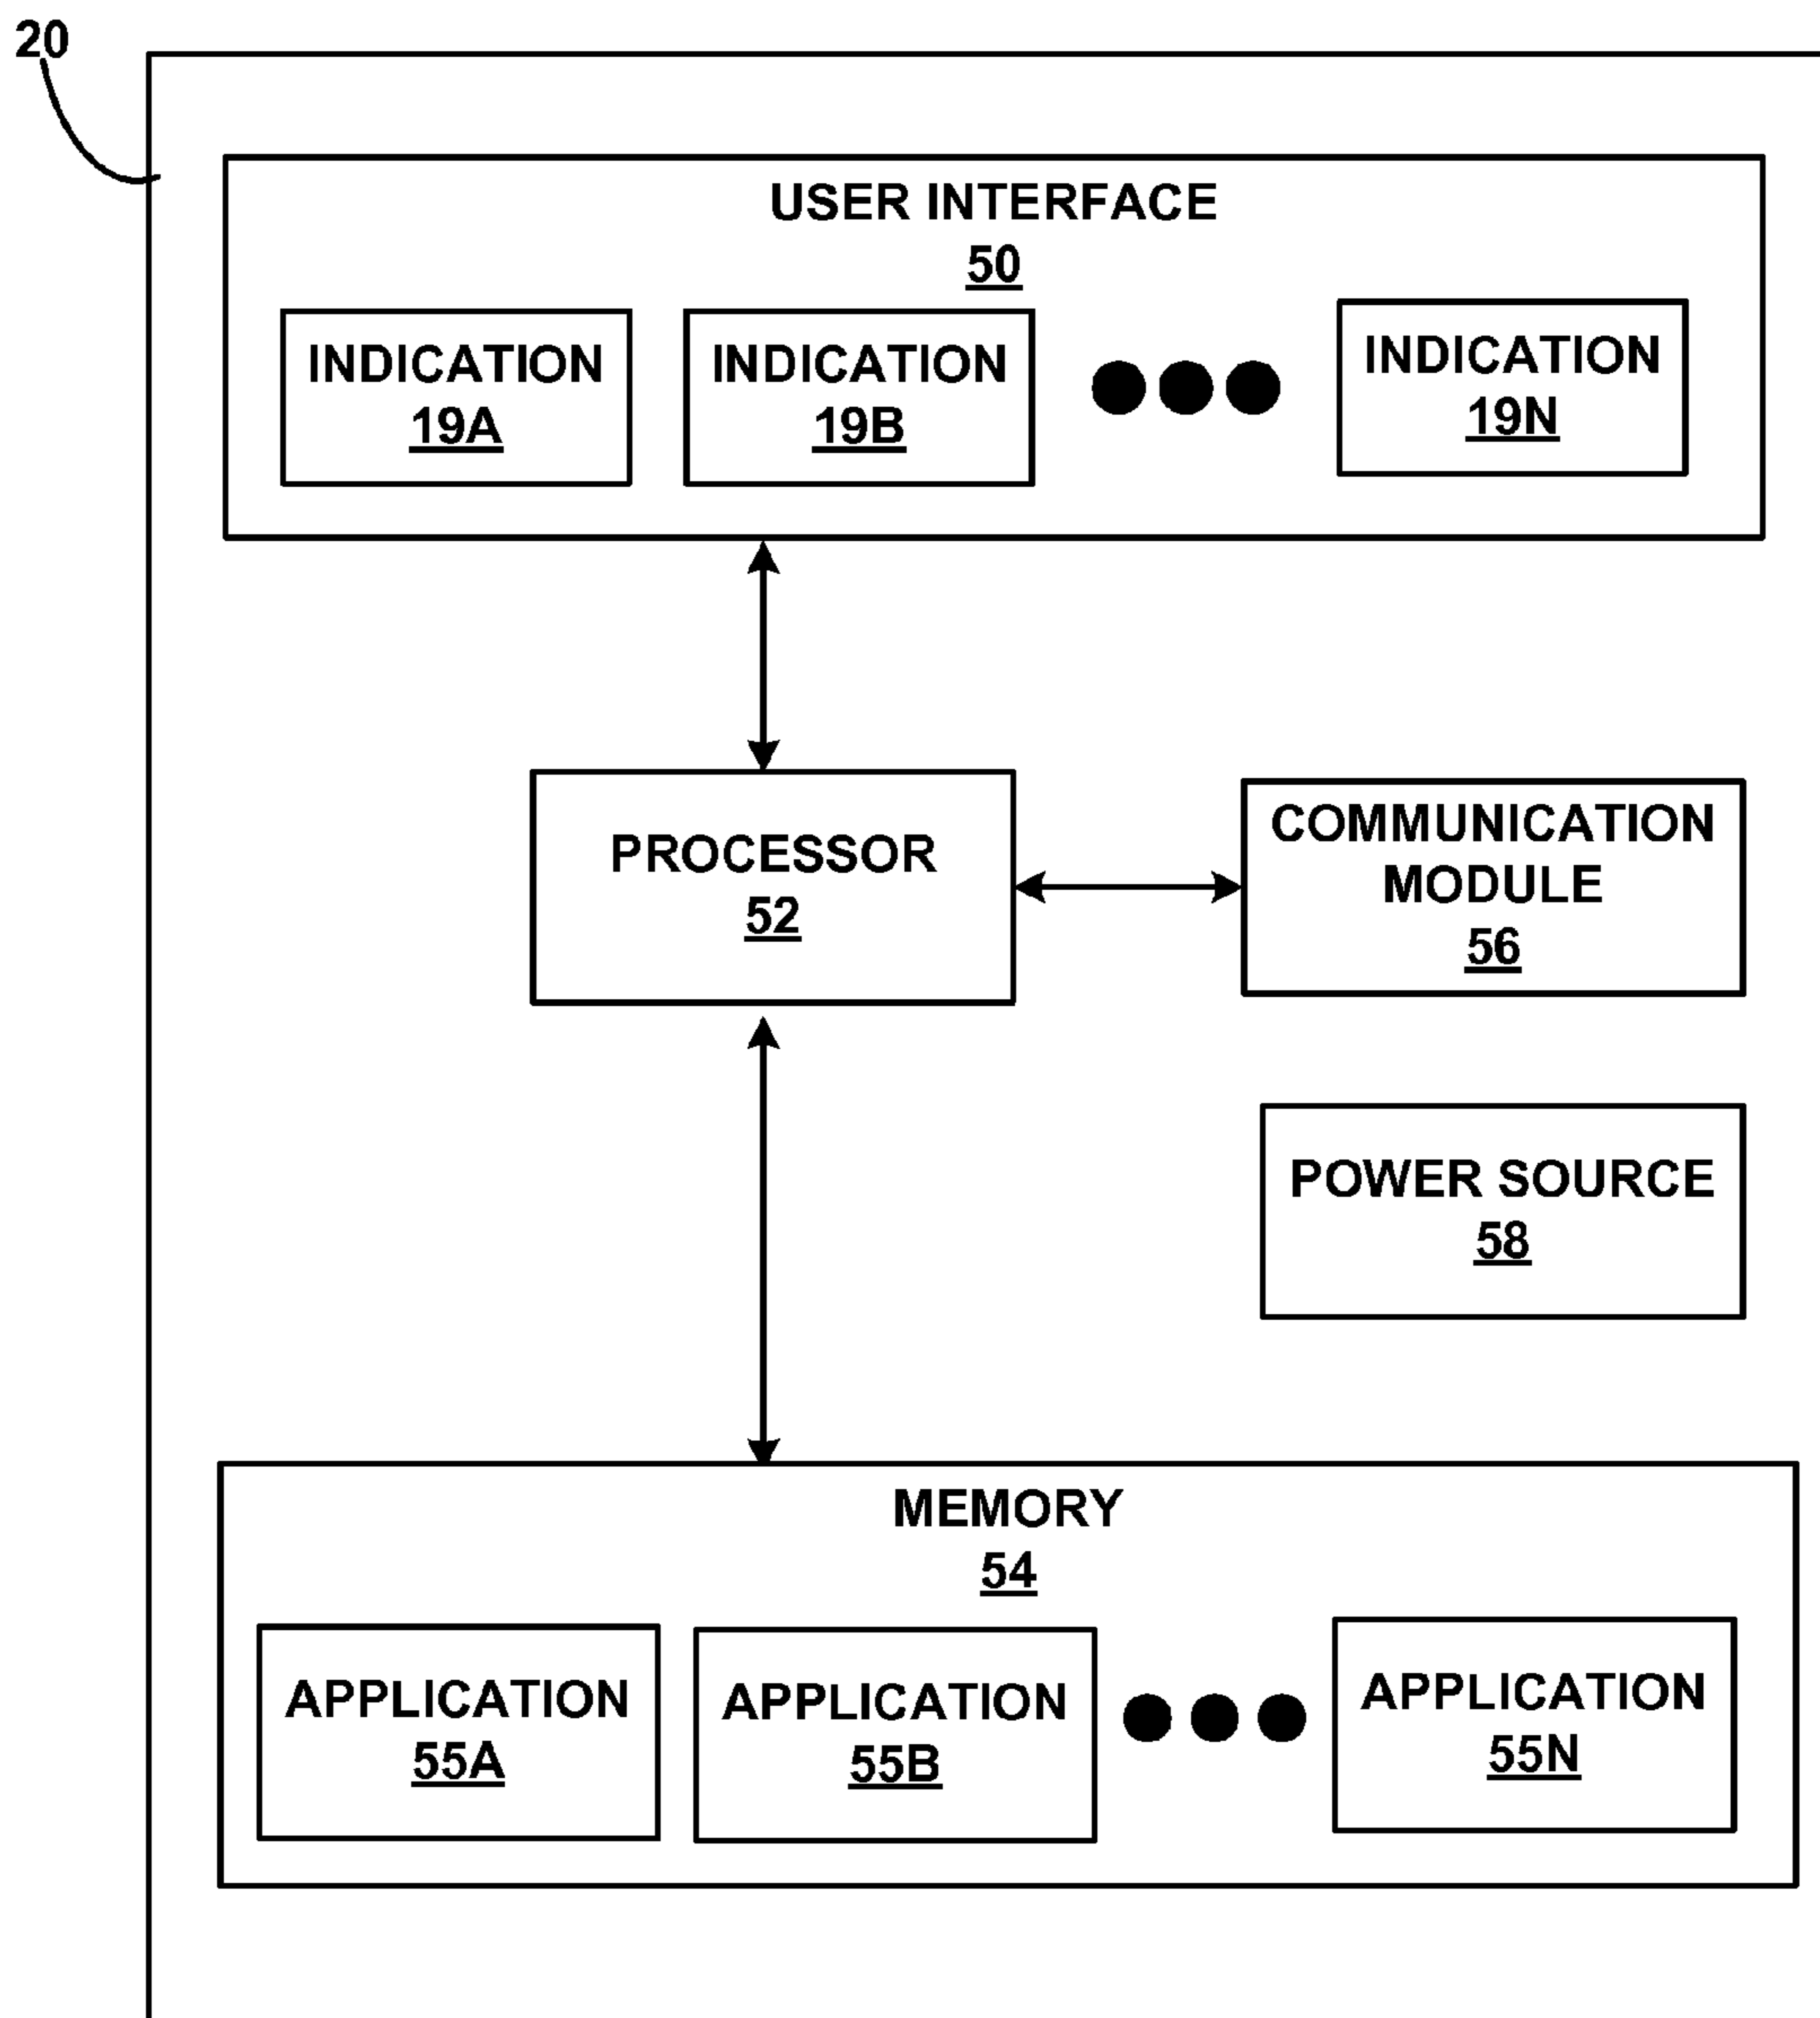 20
USER INTERFACE
50
INDICATION
19A
INDICATION
19B
INDICATION
19N
PROCESSOR
52
COMMUNICATION
MODULE
56
POWER SOURCE
58
MEMORY
54
APPLICATION
55A
APPLICATION
55B
APPLICATION
55N